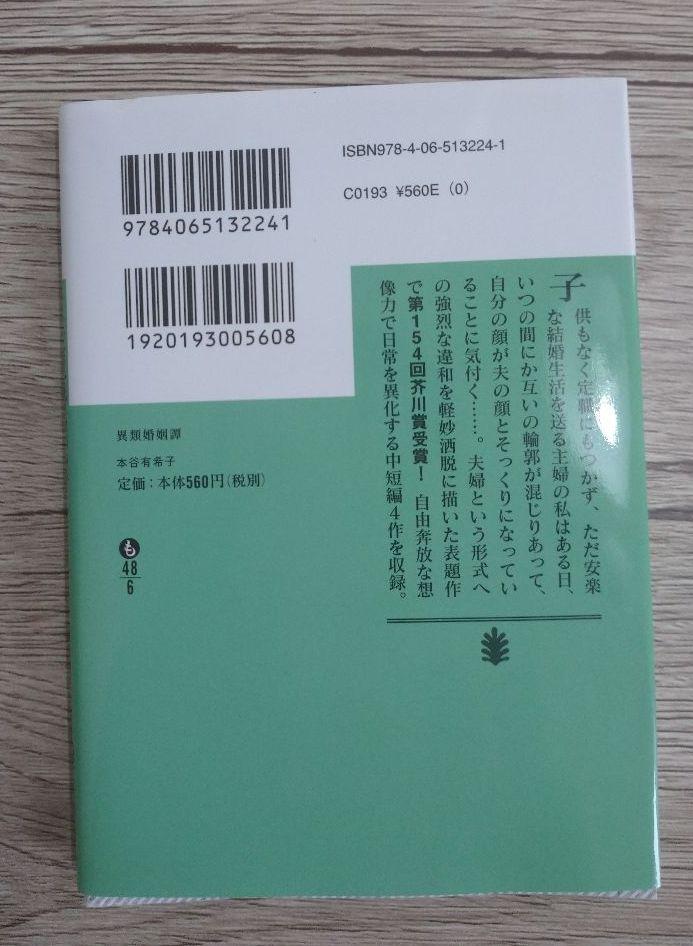 ISBN978-4-06-513224-1
C0193 ¥560E (0)
9784065132241
1920193005608
子供もなく定職にもつかず、ただ安楽
な結婚生活を送る主婦の私はある日、
いつの間にか互いの輪郭が混じりあって、
自分の顔が夫の顔とそっくりになってい
ることに気付く……。夫婦という形式へ
の強烈な違和を軽妙洒脱に描いた表題作
で第154回芥川賞受賞！ 自由奔放な想
像力で日常を異化する中短編4作を収録。
異類婚姻譚
本谷有希子
定価：本体560円（税別）
も
48
6